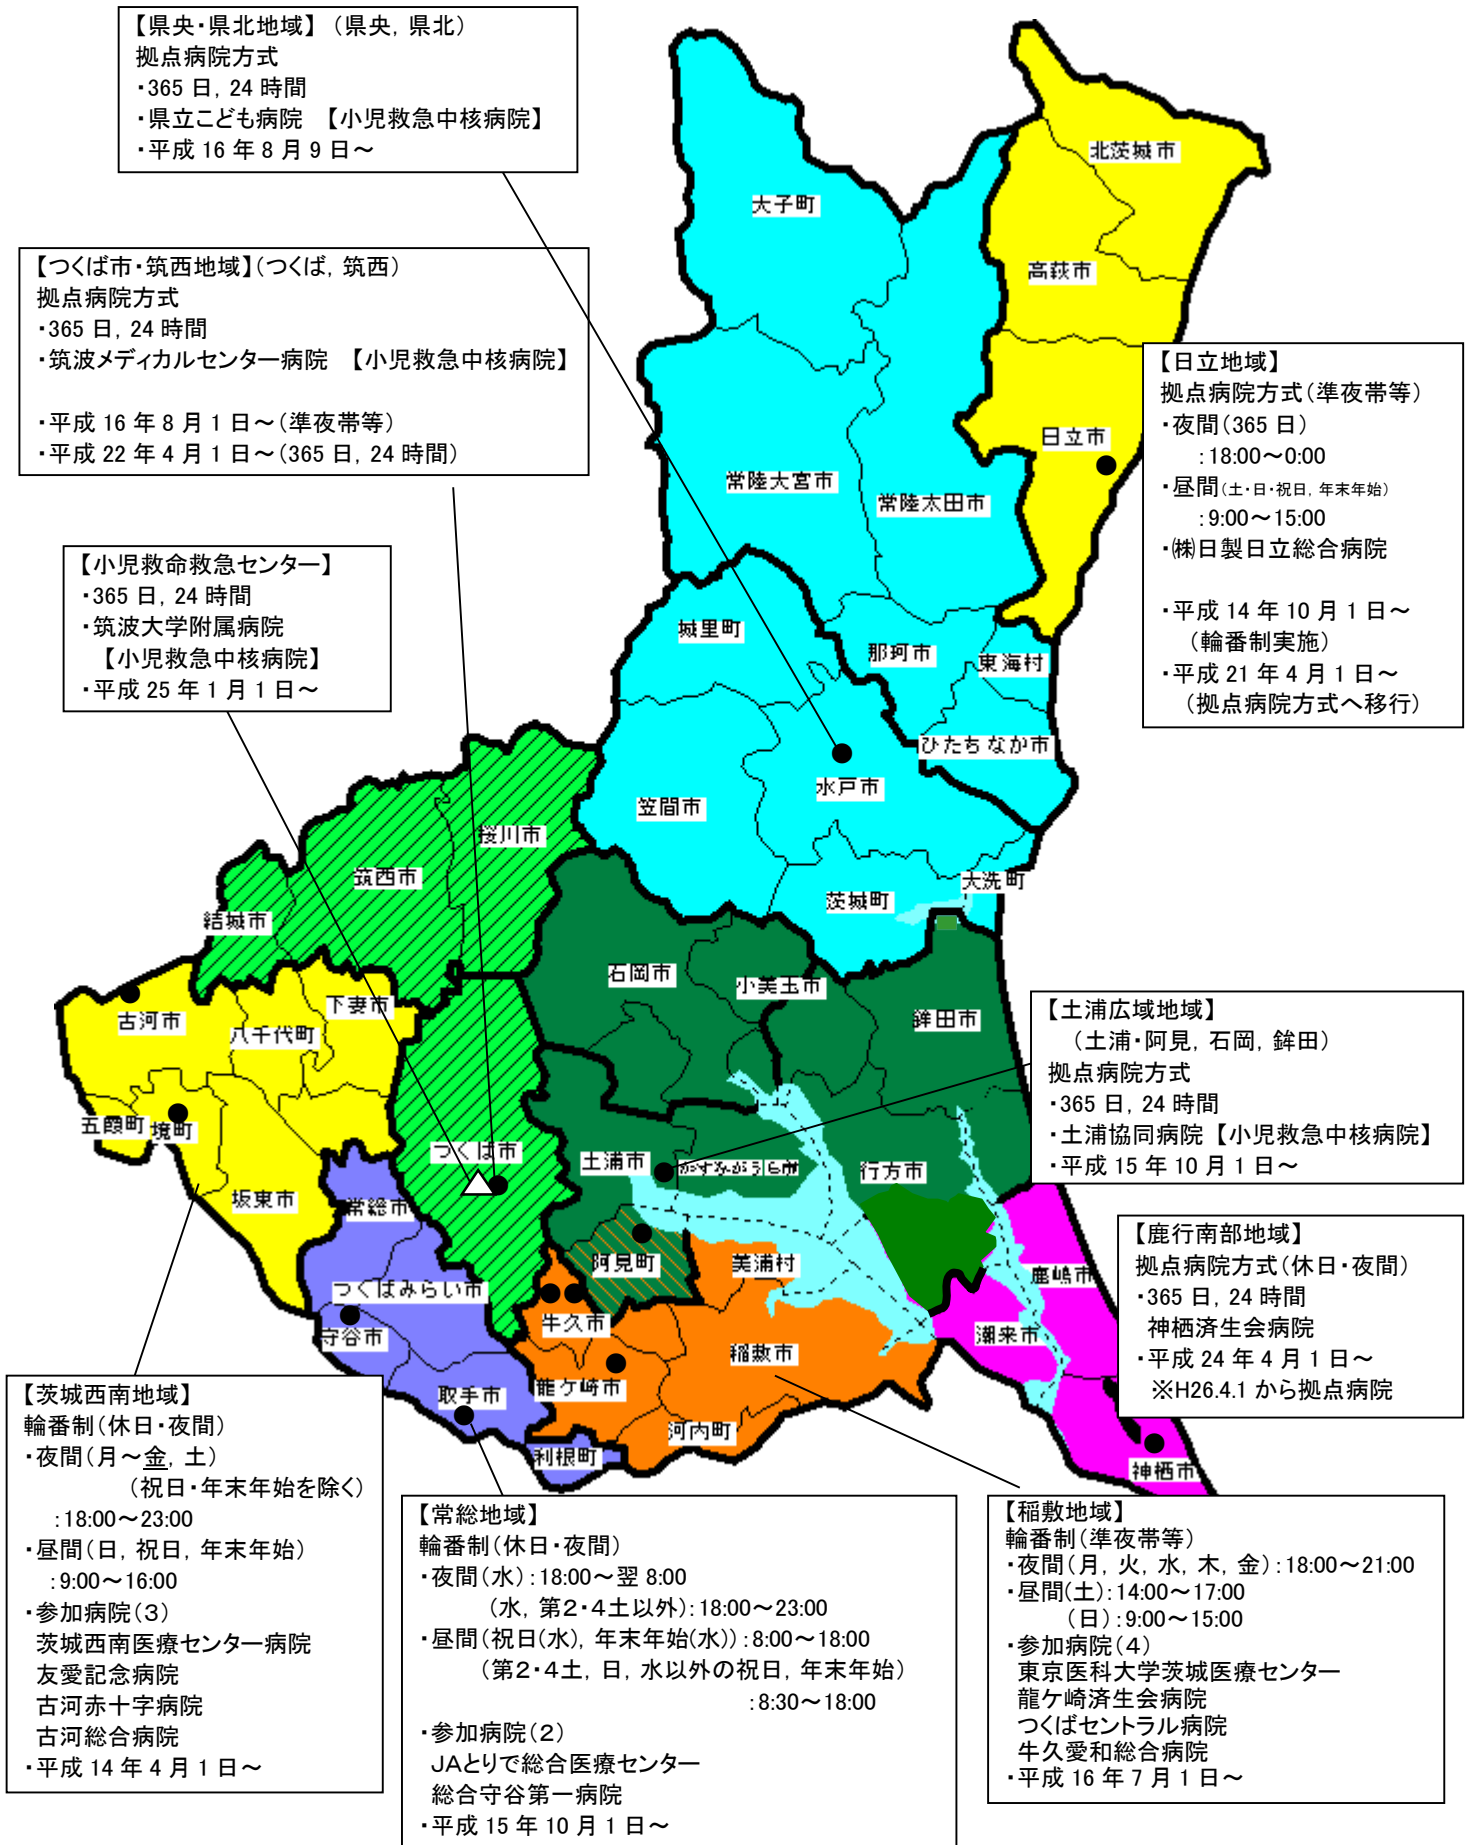 【県央・県北地域】 （県央，県北）
拠点病院方式
・365 日，24 時間
・県立こども病院 【小児救急中核病院】
・平成 16 年 8 月 9 日～
【つくば市・筑西地域】（つくば，筑西）
拠点病院方式
・365 日，24 時間
・筑波メディカルセンター病院 【小児救急中核病院】
・平成 16 年 8 月 1 日～（準夜帯等）
・平成 22 年 4 月 1 日～（365 日，24 時間）
【小児救命救急センター】
・365 日，24 時間
・筑波大学附属病院
【小児救急中核病院】
・平成 25 年 1 月 1 日～
【日立地域】
拠点病院方式（準夜帯等）
・夜間（365 日）
：18:00～0:00
・昼間（土・日・祝日，年末年始）
：9:00～15:00
・㈱日製日立総合病院
・平成 14 年 10 月 1 日～
（輪番制実施）
・平成 21 年 4 月 1 日～
（拠点病院方式へ移行）
北茨城市
大子町
高萩市
日立市
常陸大宮市
常陸太田市
城里町
那珂市
東海村
ひたちなか市
水戸市
笠間市
桜川市
筑西市
茨城町
大洗町
結城市
石岡市
小美玉市
鉾田市
下妻市
古河市
八千代町
五霞町
境町
つくば市
土浦市
かすみがうら市
行方市
坂東市
常総市
阿見町
美浦村
鹿嶋市
つくばみらい市
牛久市
守谷市
潮来市
稲敷市
龍ケ崎市
取手市
河内町
利根町
神栖市
【土浦広域地域】
（土浦・阿見，石岡，鉾田）
拠点病院方式
・365 日，24 時間
・土浦協同病院【小児救急中核病院】
・平成 15 年 10 月 1 日～
【鹿行南部地域】
拠点病院方式（休日・夜間）
・365 日，24 時間
神栖済生会病院
・平成 24 年 4 月 1 日～
※H26.4.1 から拠点病院
【茨城西南地域】
輪番制（休日・夜間）
・夜間（月～金，土）
（祝日・年末年始を除く）
：18:00～23:00
・昼間（日，祝日，年末年始）
：9:00～16:00
・参加病院（３）
茨城西南医療センター病院
友愛記念病院
古河赤十字病院
古河総合病院
・平成 14 年 4 月 1 日～
【常総地域】
輪番制（休日・夜間）
・夜間（水）：18:00～翌 8:00
（水，第２・４土以外）：18:00～23:00
・昼間（祝日（水），年末年始（水））：8:00～18:00
（第２・４土，日，水以外の祝日，年末年始）
：8:30～18:00
・参加病院（２）
ＪＡとりで総合医療センター
総合守谷第一病院
・平成 15 年 10 月 1 日～
【稲敷地域】
輪番制（準夜帯等）
・夜間（月，火，水，木，金）：18:00～21:00
・昼間（土）：14:00～17:00
（日）：9:00～15:00
・参加病院（４）
東京医科大学茨城医療センター
龍ケ崎済生会病院
つくばセントラル病院
牛久愛和総合病院
・平成 16 年 7 月 1 日～